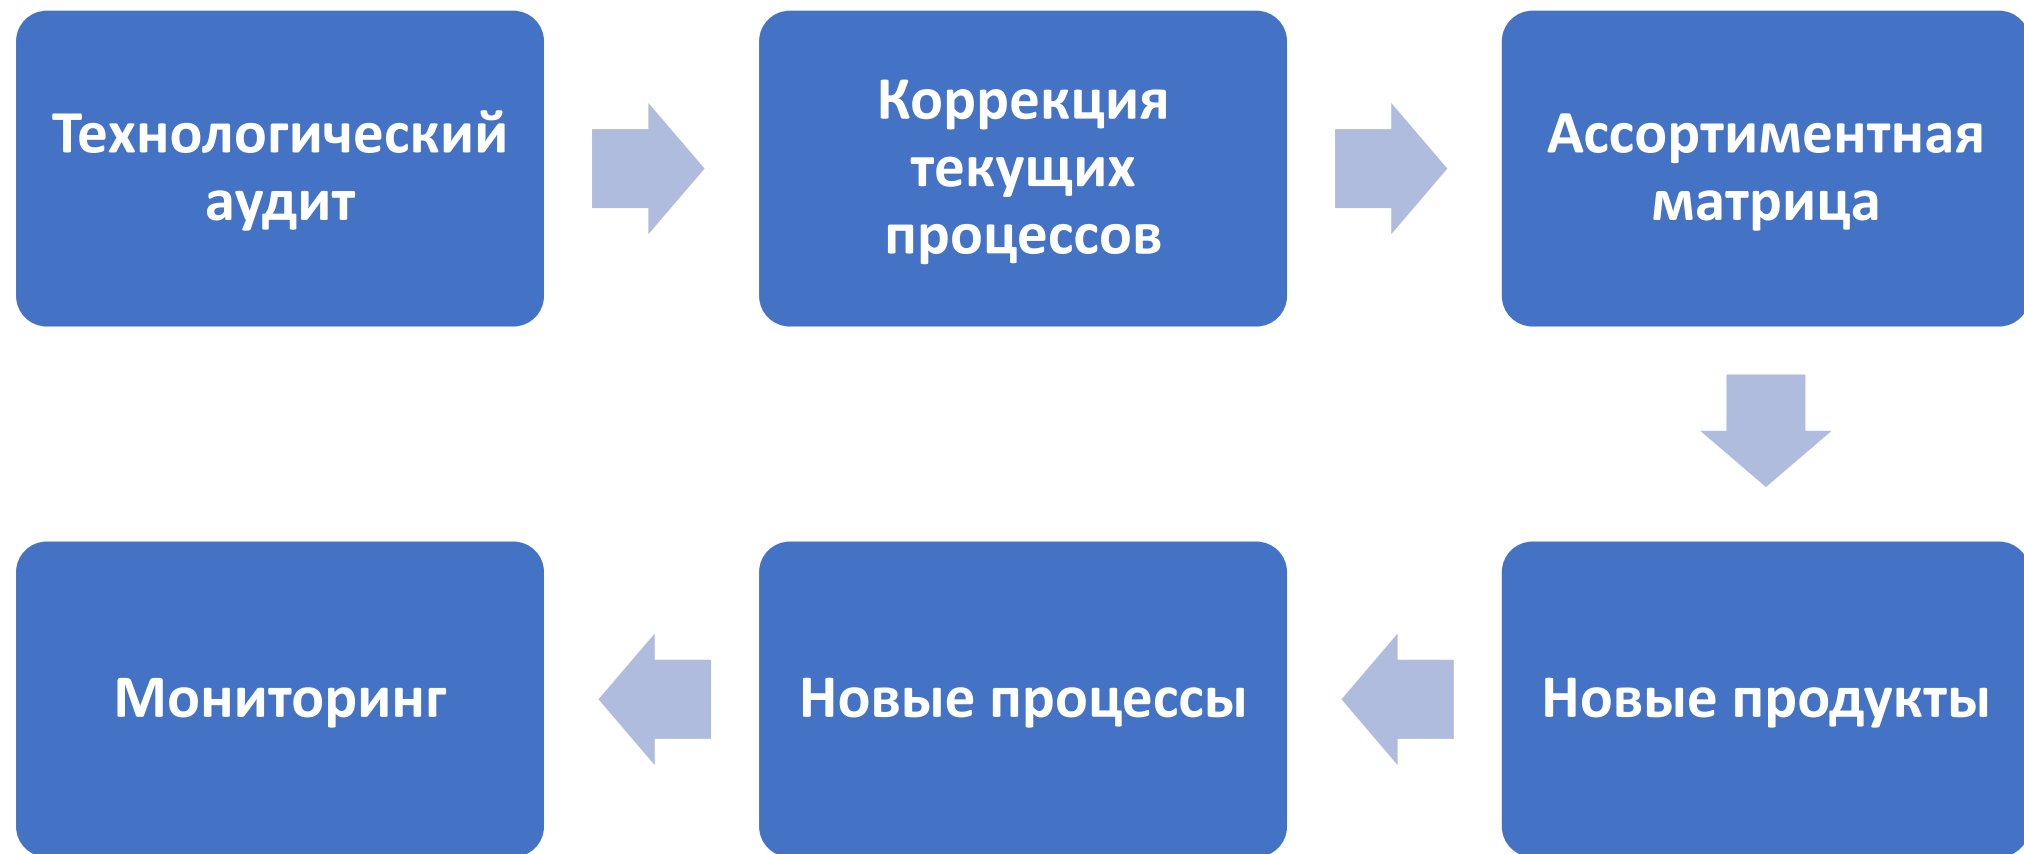 Технологический
аудит
Коррекция
текущих
процессов
Ассортиментная
матрица
Новые продукты
Новые процессы
Мониторинг